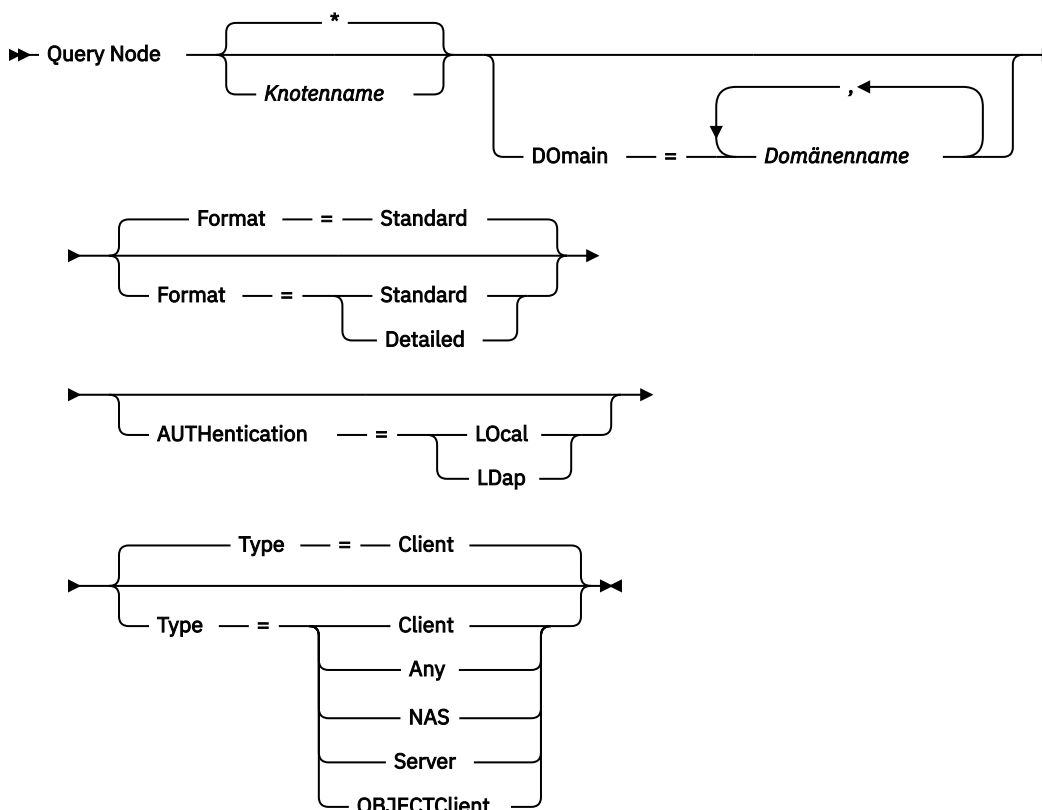 *
Query Node
Knotenname
,
DOmain = Domänenname
Format = Standard
Format = Standard
Detailed
AUTHentication = LOcal
LDap
Type = Client
Type = Client
Any
NAS
Server
OBJECTClient